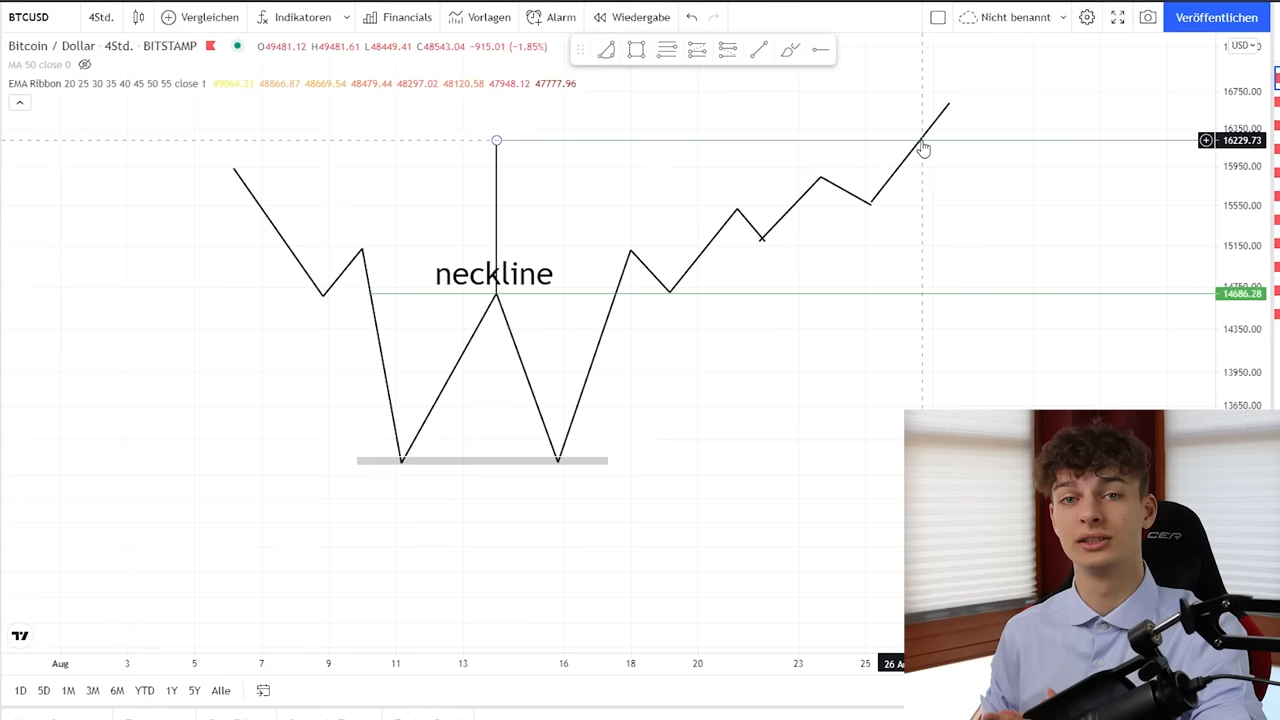 BTCUSD 4Std. Vergleichen Indikatoren Financials Vorlagen Alarm Wiedergabe Nicht benannt Veröffentlichen
Bitcoin / Dollar · 4Std. · BITSTAMP O49481.12 H49481.61 L48449.41 C48543.04 −915.01 (−1.85%) USD
MA 50 close 0
EMA Ribbon 20 25 30 35 40 45 50 55 close 1 49064.21 48866.87 48669.54 48479.44 48297.02 48120.58 47948.12 47777.96
16750.00
16350.00
16229.73
15950.00
15550.00
15150.00
neckline
14750.00
14686.28
14350.00
13950.00
13650.00
GER
Aug 3 5 7 9 11 13 16 18 20 23 25
1D 5D 1M 3M 6M YTD 1Y 5Y Alle